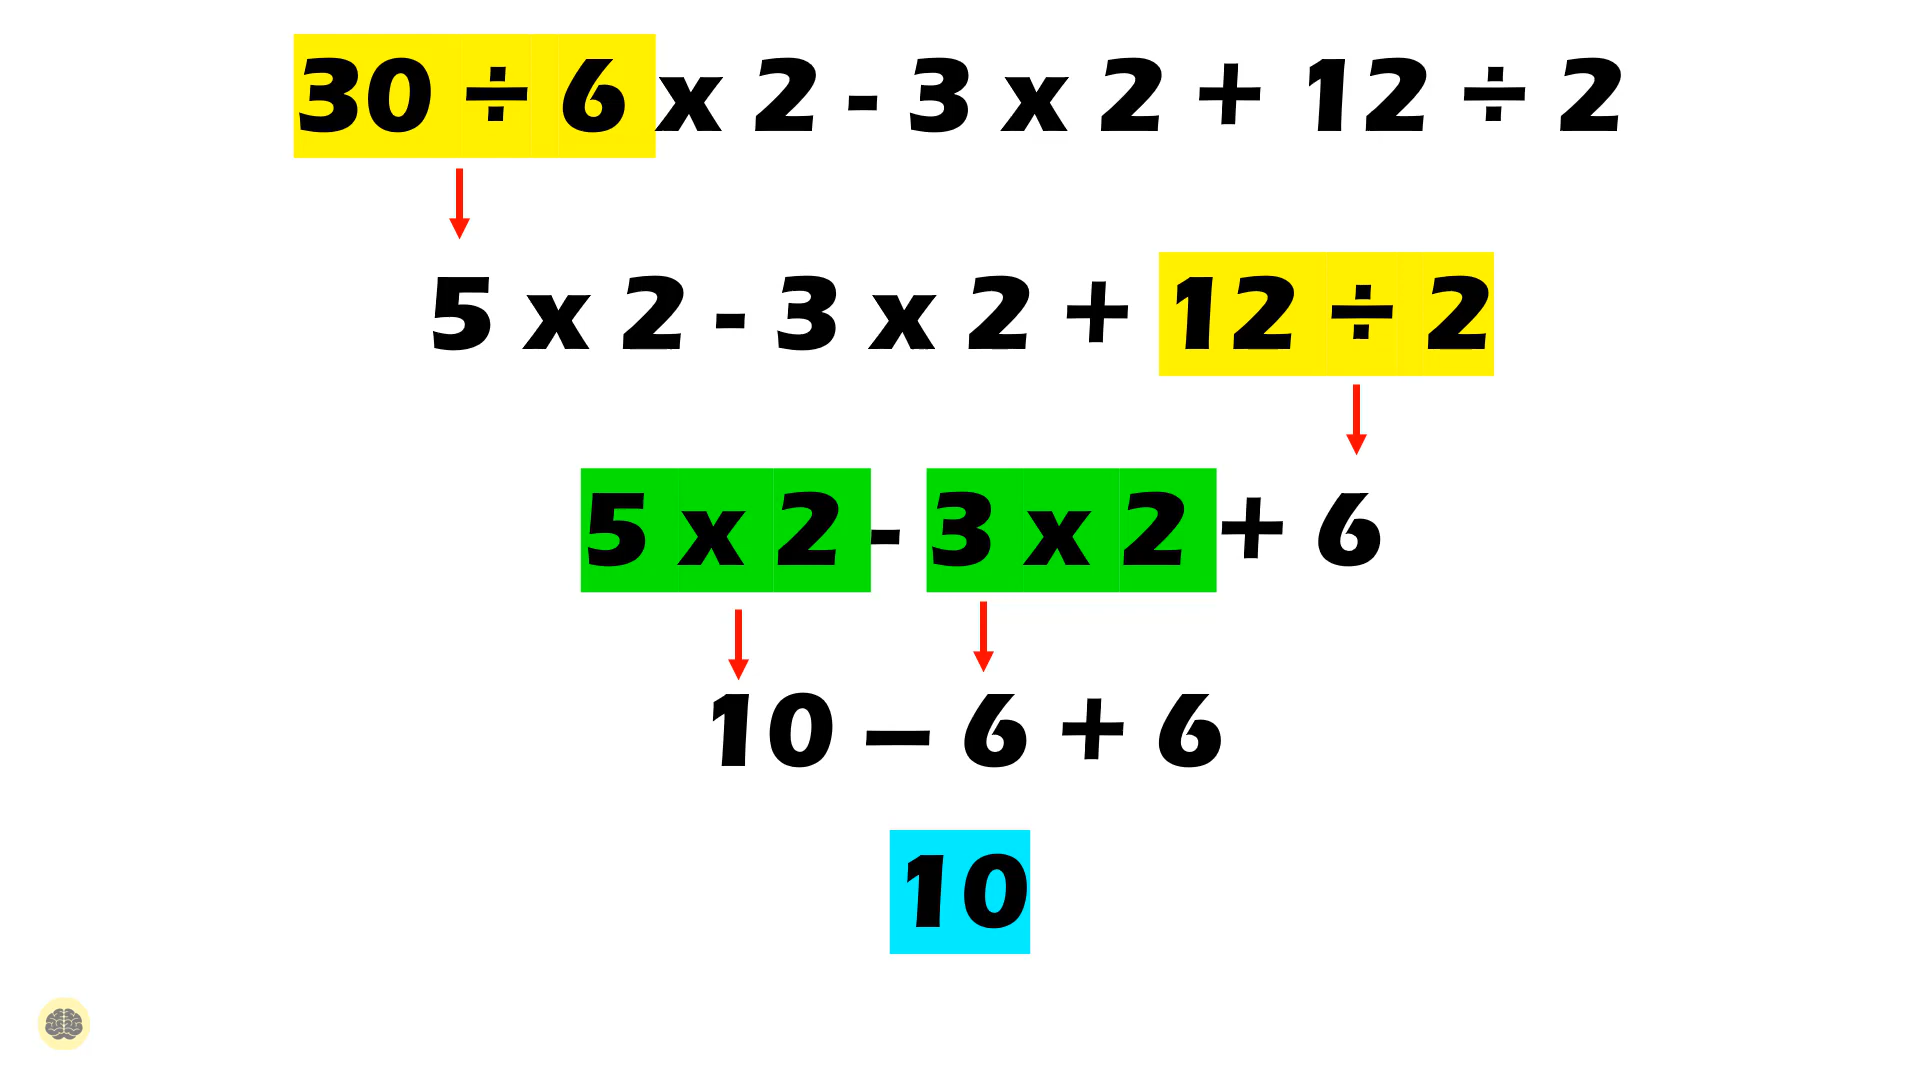 30 ÷ 6 x 2 - 3 x 2 + 12 ÷ 2
5 x 2 - 3 x 2 + 12 ÷ 2
5 x 2 - 3 x 2 + 6
10 – 6 + 6
10